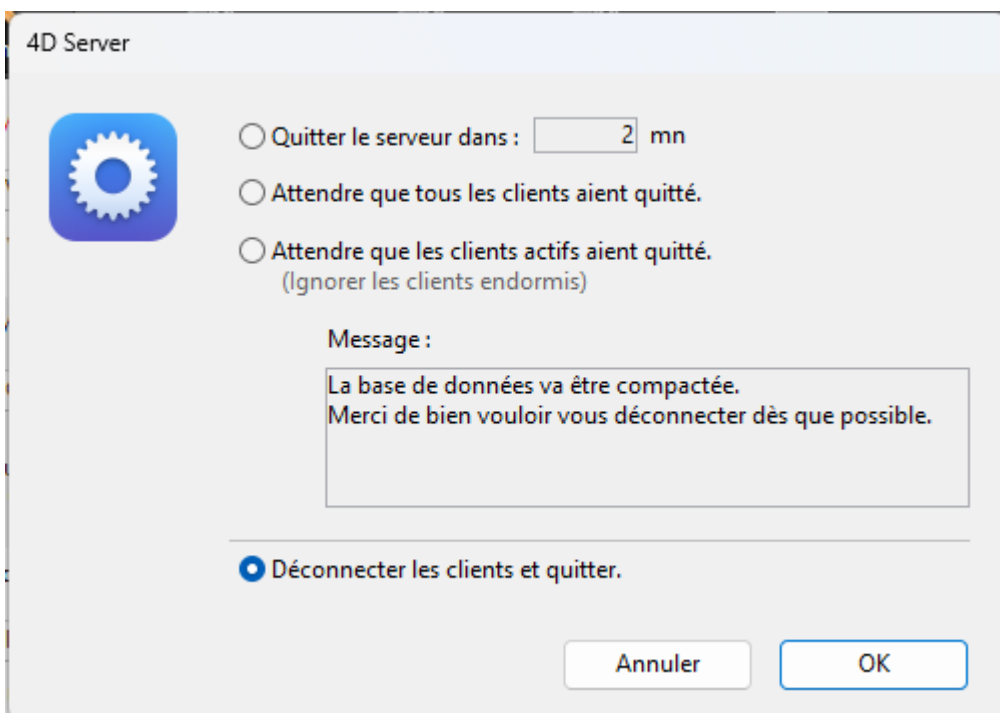 4D Server
Quitter le serveur dans : 2 mn
Attendre que tous les clients aient quitté.
Attendre que les clients actifs aient quitté.
(Ignorer les clients endormis)
Message :
La base de données va être compactée.
Merci de bien vouloir vous déconnecter dès que possible.
Déconnecter les clients et quitter.
Annuler OK